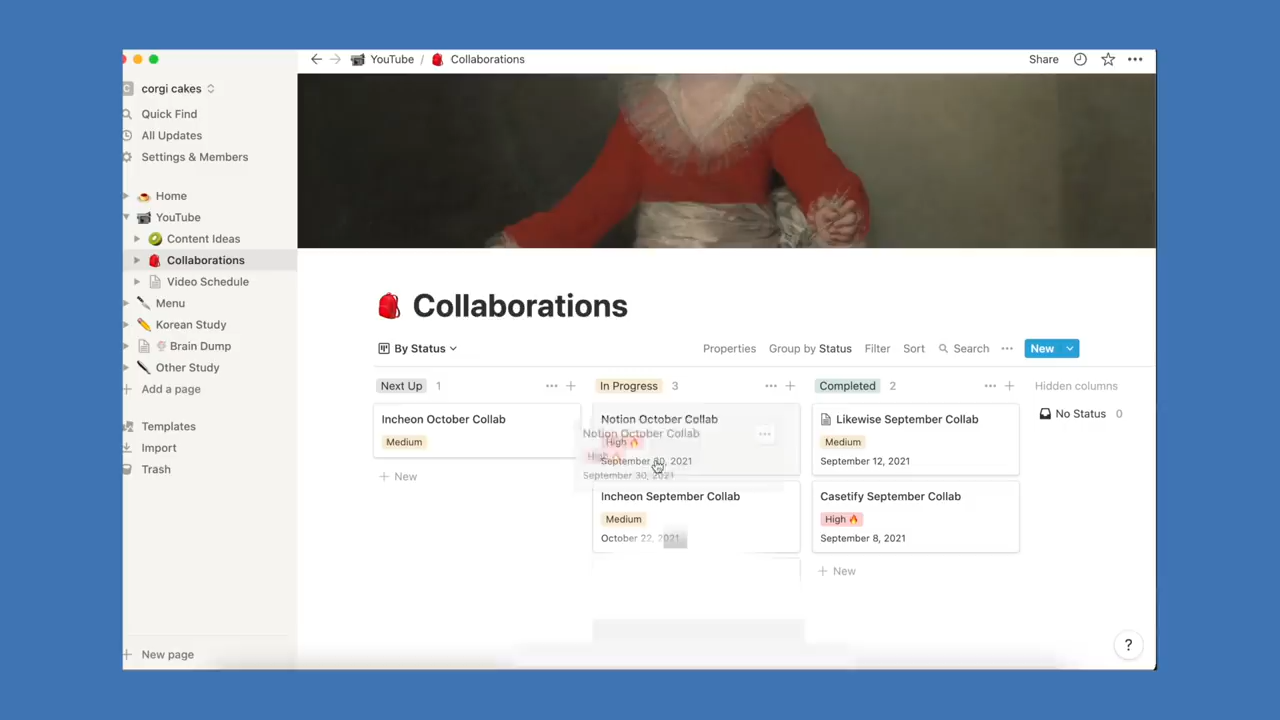 YouTube / Collaborations
Share
C corgi cakes
Quick Find
All Updates
Settings & Members
Home
YouTube
Content Ideas
Collaborations
Video Schedule
Menu
Korean Study
Brain Dump
Other Study
+ Add a page
Templates
Import
Trash
+ New page
Collaborations
By Status
Properties Group by Status Filter Sort Search ••• New
Next Up 1 ••• +
Incheon October Collab
Medium
+ New
In Progress 3 ••• +
Notion October Collab
Notion October Collab
High
High
September 30, 2021
September 30, 2021
Incheon September Collab
Medium
October 22, 2021
Completed 2 ••• +
Likewise September Collab
Medium
September 12, 2021
Casetify September Collab
High
September 8, 2021
+ New
Hidden columns
No Status 0
?